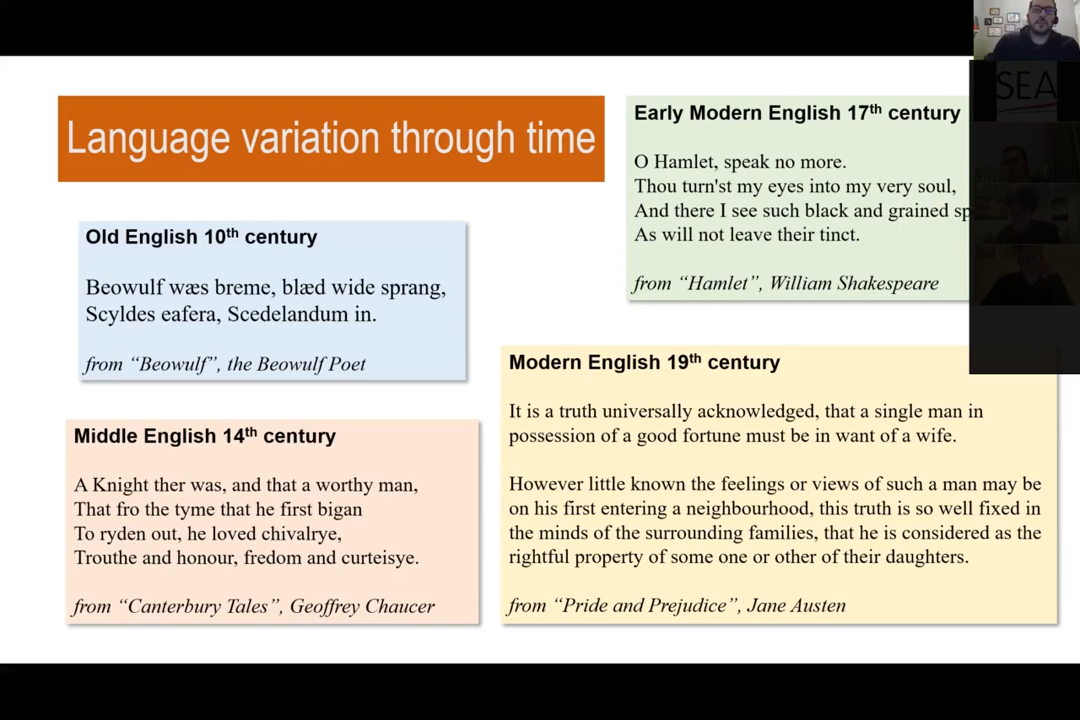 Language variation through time
Old English 10th century
Beowulf wæs breme, blæd wide sprang,
Scyldes eafera, Scedelandum in.
from “Beowulf”, the Beowulf Poet
Middle English 14th century
A Knight ther was, and that a worthy man,
That fro the tyme that he first bigan
To ryden out, he loved chivalrye,
Trouthe and honour, fredom and curteisye.
from “Canterbury Tales”, Geoffrey Chaucer
Early Modern English 17th century
O Hamlet, speak no more.
Thou turn'st my eyes into my very soul,
And there I see such black and grained
As will not leave their tinct.
from “Hamlet”, William Shakespeare
Modern English 19th century
It is a truth universally acknowledged, that a single man in
possession of a good fortune must be in want of a wife.
However little known the feelings or views of such a man may be
on his first entering a neighbourhood, this truth is so well fixed in
the minds of the surrounding families, that he is considered as the
rightful property of some one or other of their daughters.
from “Pride and Prejudice”, Jane Austen
SEA